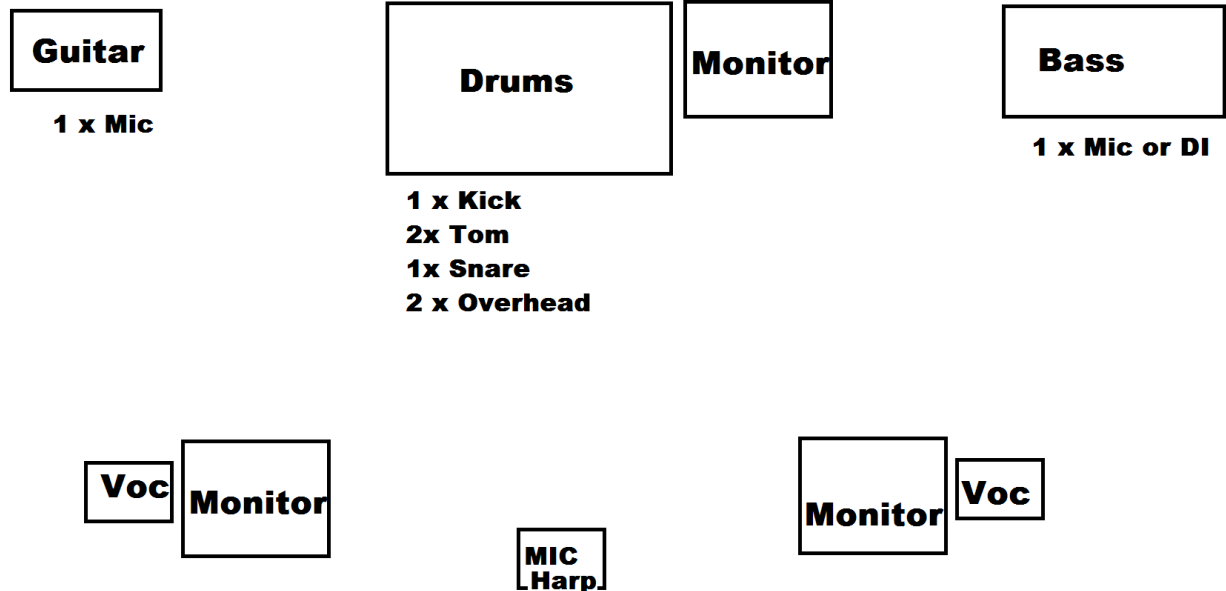 Guitar
1 x Mic
Drums
1 x Kick
2x Tom
1x Snare
2 x Overhead
Monitor
Bass
1 x Mic or DI
Voc
Monitor
MIC
Harp
Monitor
Voc